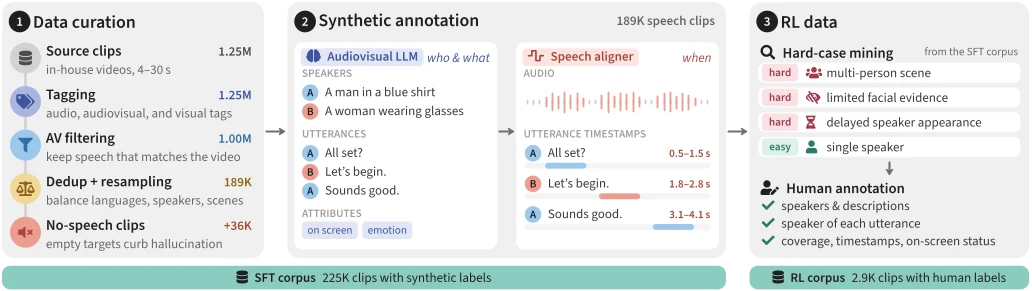 1 Data curation
Source clips 1.25M
in-house videos, 4–30 s
Tagging 1.25M
audio, audiovisual, and visual tags
AV filtering 1.00M
keep speech that matches the video
Dedup + resampling 189K
balance languages, speakers, scenes
No-speech clips +36K
empty targets curb hallucination
2 Synthetic annotation 189K speech clips
Audiovisual LLM who & what
SPEAKERS
A A man in a blue shirt
B A woman wearing glasses
UTTERANCES
A All set?
B Let's begin.
A Sounds good.
ATTRIBUTES
on screen emotion
Speech aligner when
AUDIO
UTTERANCE TIMESTAMPS
A All set? 0.5–1.5 s
B Let's begin. 1.8–2.8 s
A Sounds good. 3.1–4.1 s
SFT corpus 225K clips with synthetic labels
3 RL data
Hard-case mining from the SFT corpus
hard multi-person scene
hard limited facial evidence
hard delayed speaker appearance
easy single speaker
Human annotation
speakers & descriptions
speaker of each utterance
coverage, timestamps, on-screen status
RL corpus 2.9K clips with human labels